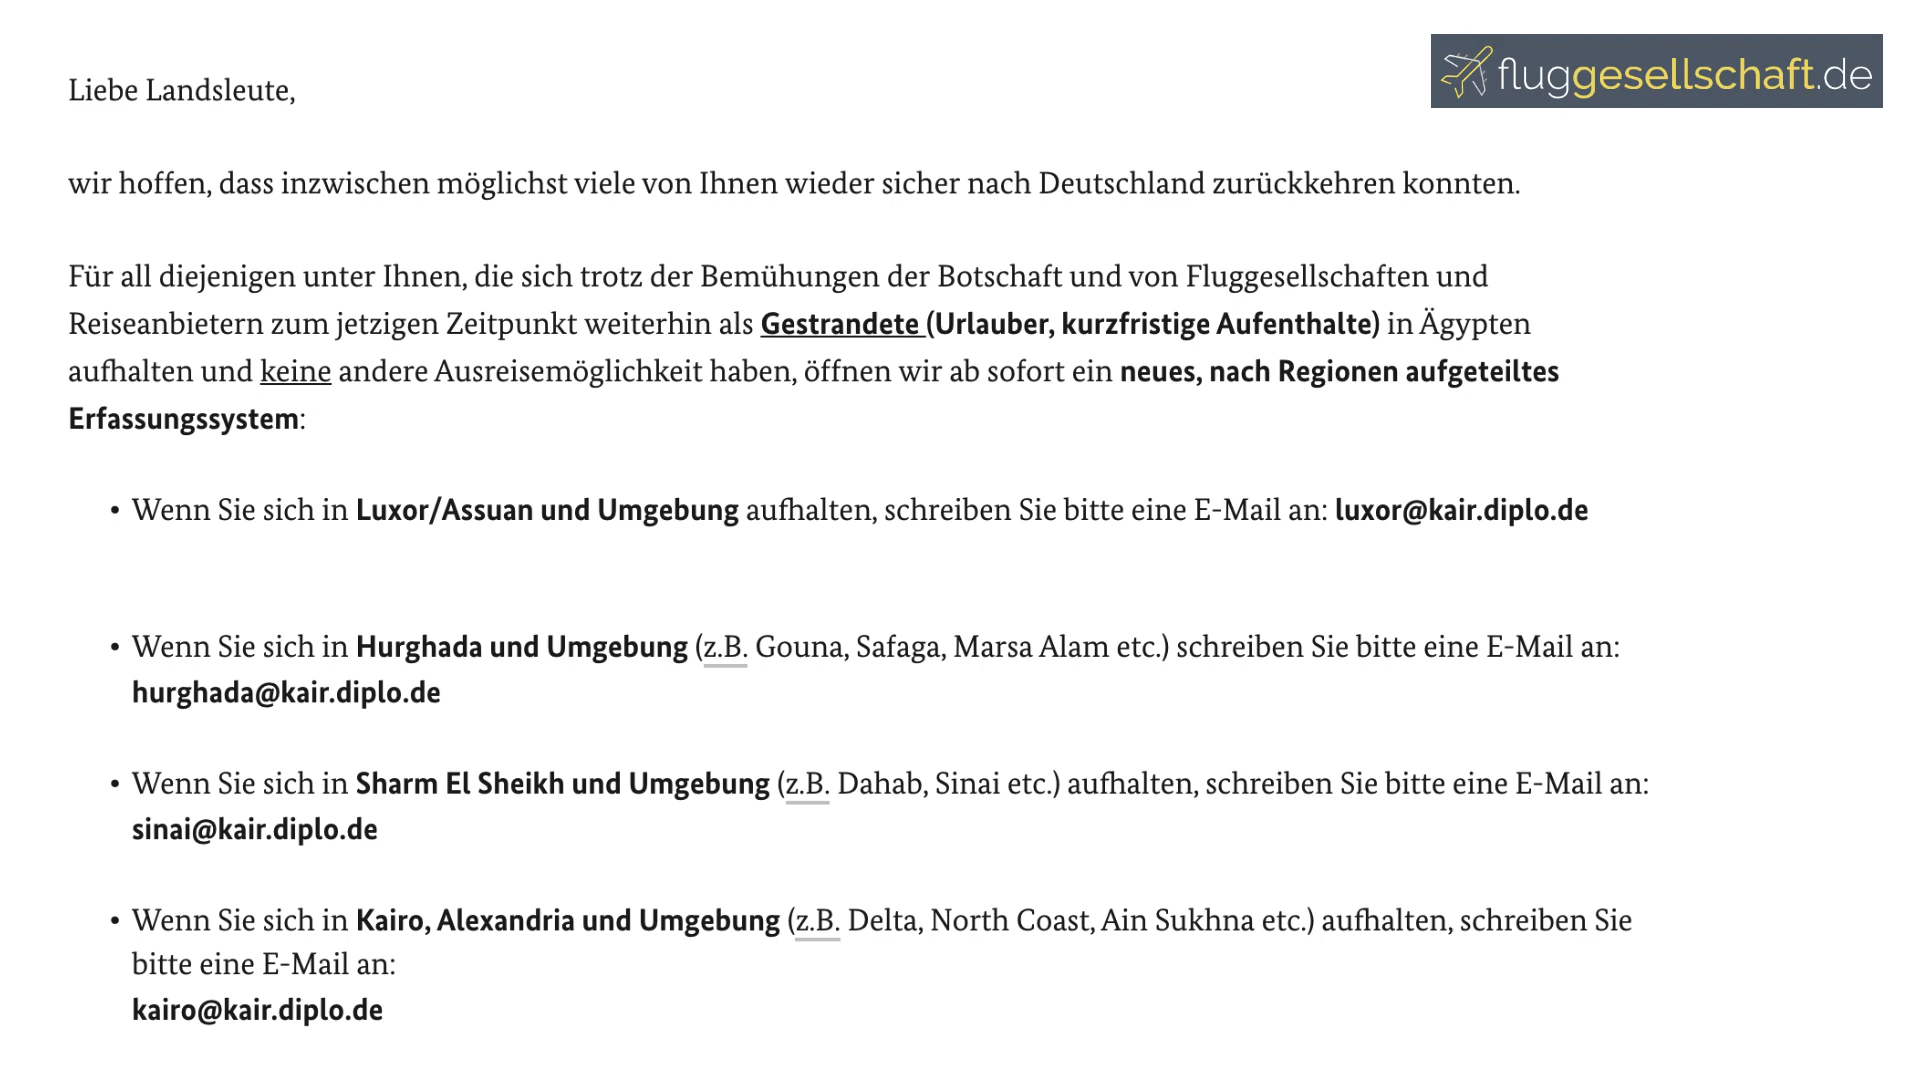 fluggesellschaft.de
Liebe Landsleute,
wir hoffen, dass inzwischen möglichst viele von Ihnen wieder sicher nach Deutschland zurückkehren konnten.
Für all diejenigen unter Ihnen, die sich trotz der Bemühungen der Botschaft und von Fluggesellschaften und
Reiseanbietern zum jetzigen Zeitpunkt weiterhin als Gestrandete (Urlauber, kurzfristige Aufenthalte) in Ägypten
aufhalten und keine andere Ausreisemöglichkeit haben, öffnen wir ab sofort ein neues, nach Regionen aufgeteiltes
Erfassungssystem:
• Wenn Sie sich in Luxor/Assuan und Umgebung aufhalten, schreiben Sie bitte eine E-Mail an: luxor@kair.diplo.de
• Wenn Sie sich in Hurghada und Umgebung (z.B. Gouna, Safaga, Marsa Alam etc.) schreiben Sie bitte eine E-Mail an:
hurghada@kair.diplo.de
• Wenn Sie sich in Sharm El Sheikh und Umgebung (z.B. Dahab, Sinai etc.) aufhalten, schreiben Sie bitte eine E-Mail an:
sinai@kair.diplo.de
• Wenn Sie sich in Kairo, Alexandria und Umgebung (z.B. Delta, North Coast, Ain Sukhna etc.) aufhalten, schreiben Sie
bitte eine E-Mail an:
kairo@kair.diplo.de